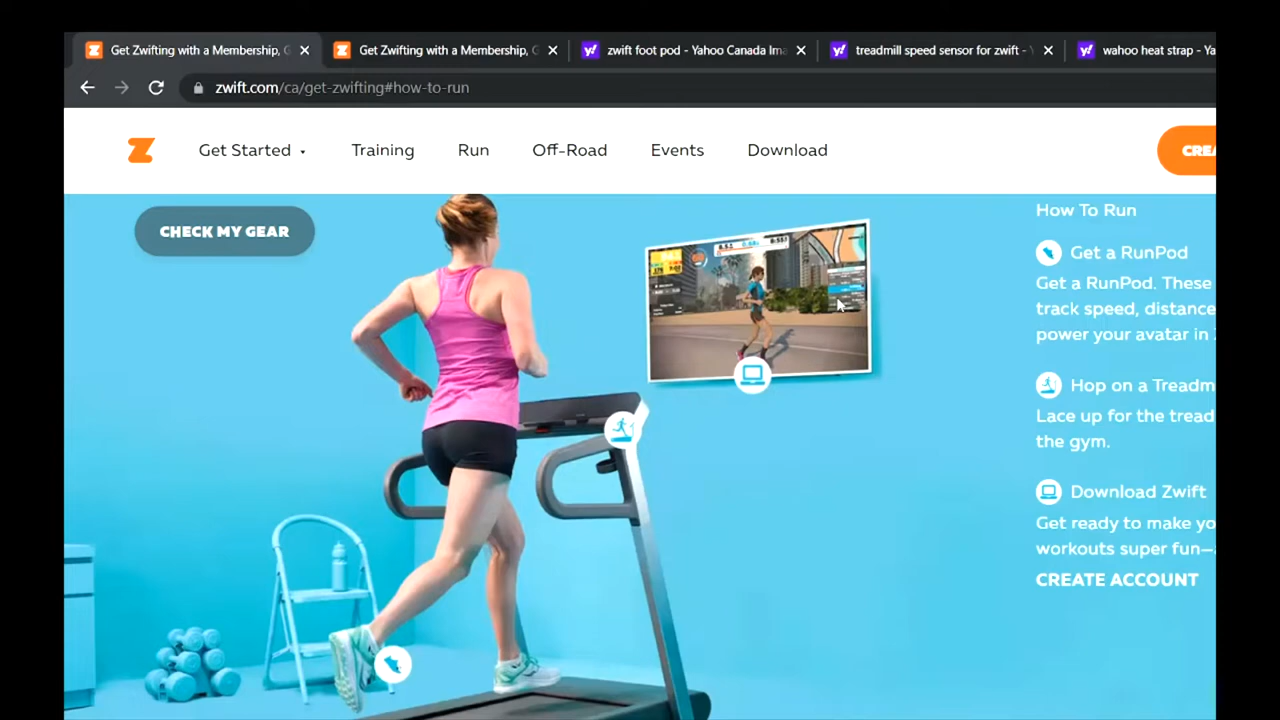 Get Zwifting with a Membership, G
Get Zwifting with a Membership, G
zwift foot pod - Yahoo Canada Ima
treadmill speed sensor for zwift -
wahoo heat strap - Ya
zwift.com/ca/get-zwifting#how-to-run
Get Started
Training
Run
Off-Road
Events
Download
CREA
CHECK MY GEAR
How To Run
Get a RunPod
Get a RunPod. These
track speed, distance
power your avatar in
Hop on a Treadm
Lace up for the tread
the gym.
Download Zwift
Get ready to make yo
workouts super fun—
CREATE ACCOUNT